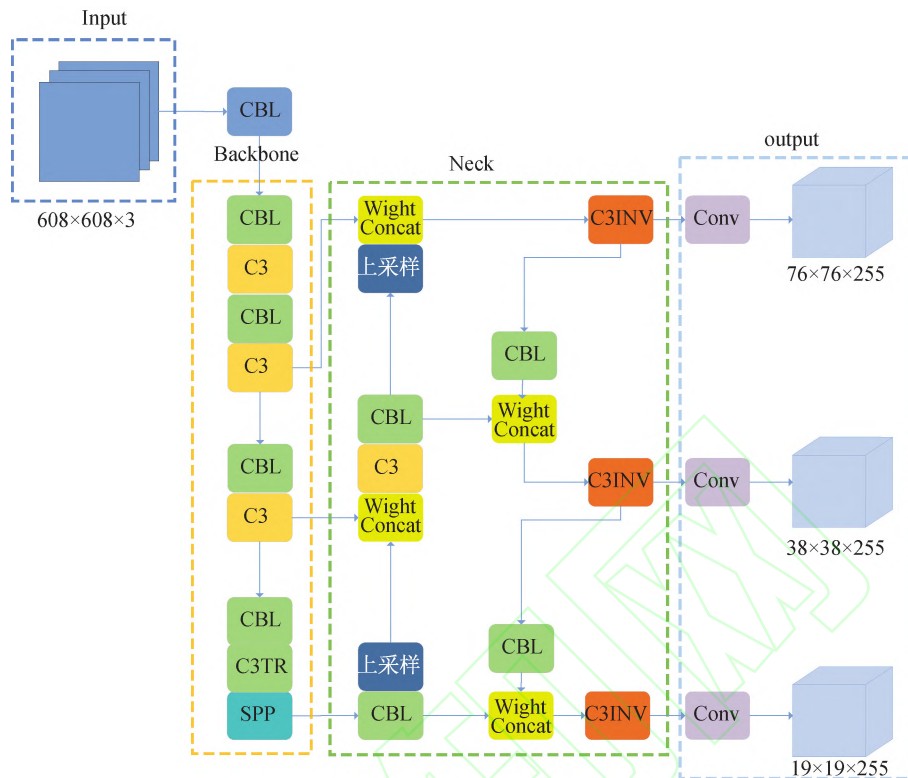 Input
608×608×3
CBL
Backbone
CBL
C3
CBL
C3
CBL
C3
CBL
C3TR
SPP
Neck
Wight
Concat
上采样
CBL
C3
Wight
Concat
上采样
CBL
C3INV
CBL
Wight
Concat
C3INV
CBL
Wight
Concat
C3INV
output
Conv
76×76×255
Conv
38×38×255
Conv
19×19×255